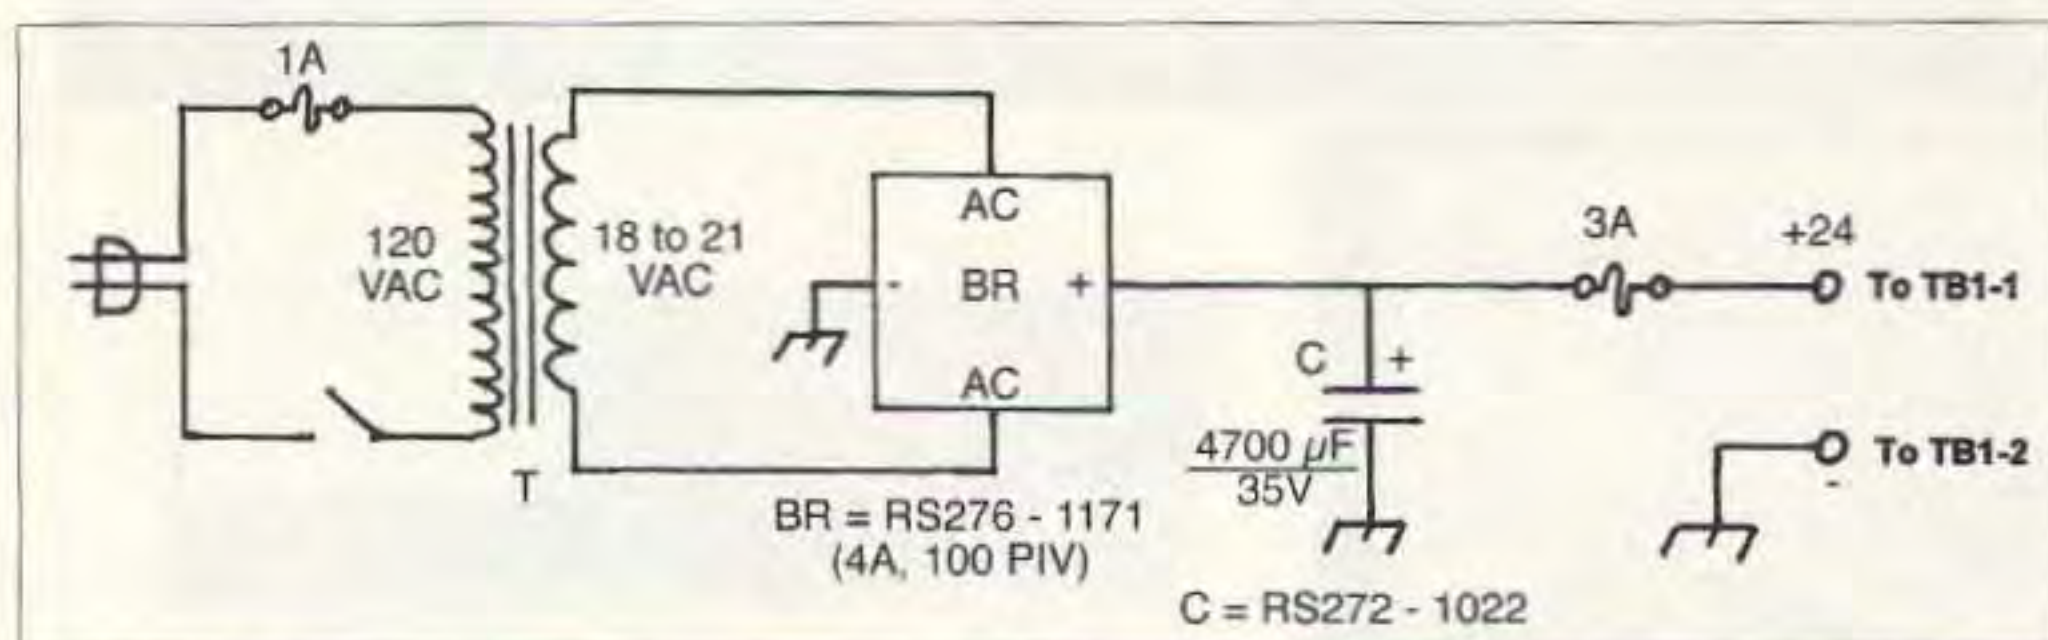 1A
120
VAC
18 to 21
VAC
T
AC
- BR +
AC
BR = RS276 - 1171
(4A, 100 PIV)
C +
4700 µF
35V
C = RS272 - 1022
3A
+24
To TB1-1
To TB1-2
-